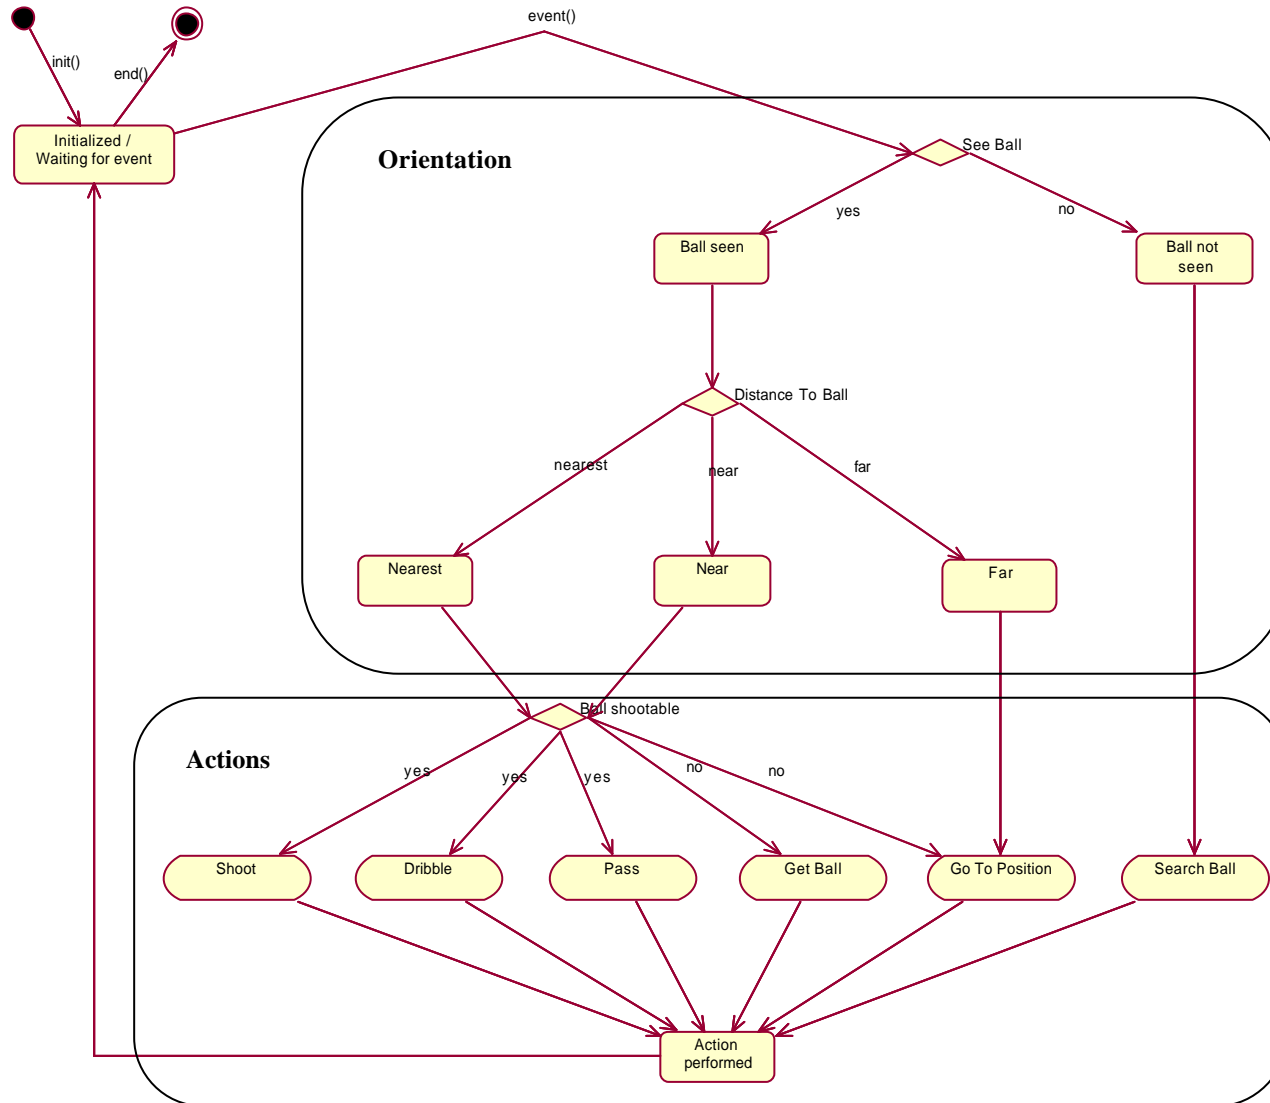 event()
init()
end()
Initialized /
Waiting for event
Orientation
See Ball
yes
no
Ball seen
Ball not
seen
Distance To Ball
nearest
near
far
Nearest
Near
Far
Ball shootable
Actions
yes
yes
yes
no
no
Shoot
Dribble
Pass
Get Ball
Go To Position
Search Ball
Action
performed